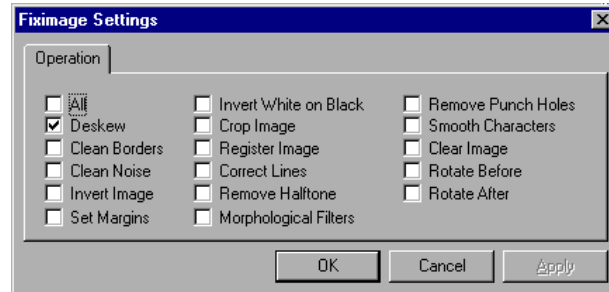 Fiximage Settings
Operation
All
Deskew
Clean Borders
Clean Noise
Invert Image
Set Margins
Invert White on Black
Crop Image
Register Image
Correct Lines
Remove Halftone
Morphological Filters
Remove Punch Holes
Smooth Characters
Clear Image
Rotate Before
Rotate After
OK Cancel Apply